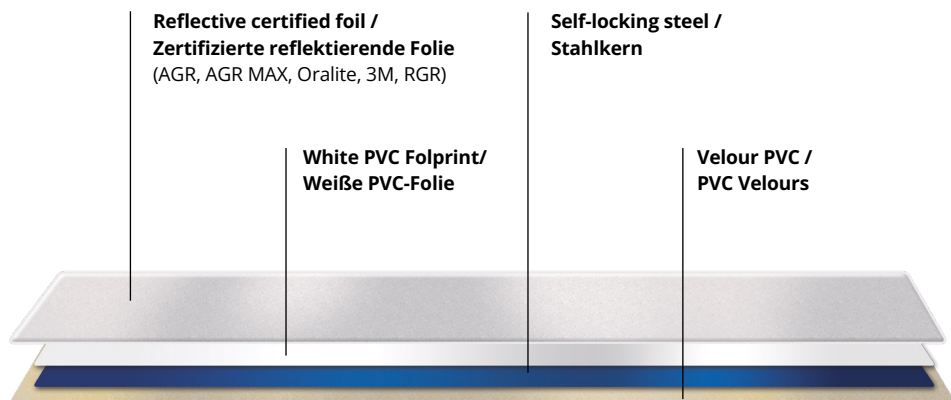 Reflective certified foil /
Zertifizierte reflektierende Folie
(AGR, AGR MAX, Oralite, 3M, RGR)
Self-locking steel /
Stahlkern
White PVC Folprint/
Weiße PVC-Folie
Velour PVC /
PVC Velours